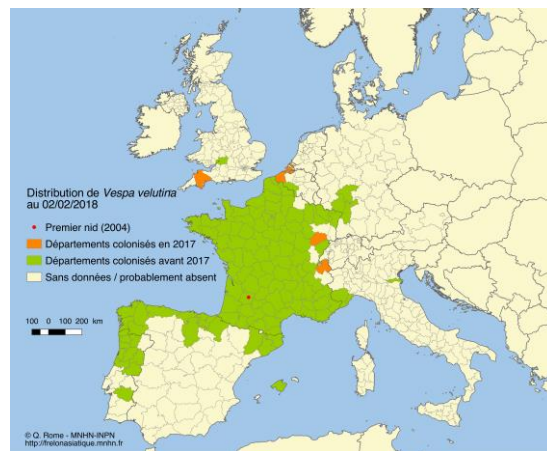 Distribution de Vespa velutina
au 02/02/2018
Premier nid (2004)
Départements colonisés en 2017
Départements colonisés avant 2017
Sans données / probablement absent
100 0 100 200 km
© Q. Rome - MNHN-INPN
http://frelonasiatique.mnhn.fr